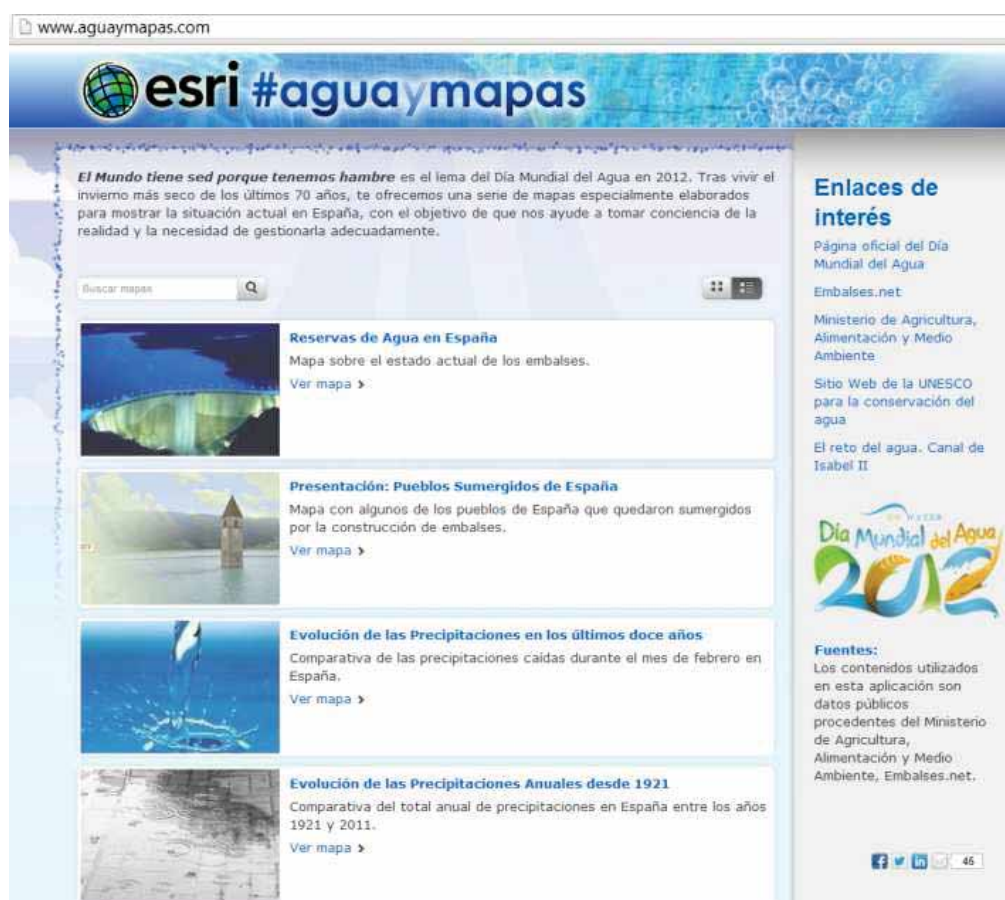 www.aguaymapas.com
esri #aguaymapas
El Mundo tiene sed porque tenemos hambre es el lema del Día Mundial del Agua en 2012. Tras vivir el
invierno más seco de los últimos 70 años, te ofrecemos una serie de mapas especialmente elaborados
para mostrar la situación actual en España, con el objetivo de que nos ayude a tomar conciencia de la
realidad y la necesidad de gestionarla adecuadamente.
Buscar mapas
Reservas de Agua en España
Mapa sobre el estado actual de los embalses.
Ver mapa >
Presentación: Pueblos Sumergidos de España
Mapa con algunos de los pueblos de España que quedaron sumergidos
por la construcción de embalses.
Ver mapa >
Evolución de las Precipitaciones en los últimos doce años
Comparativa de las precipitaciones caídas durante el mes de febrero en
España.
Ver mapa >
Evolución de las Precipitaciones Anuales desde 1921
Comparativa del total anual de precipitaciones en España entre los años
1921 y 2011.
Ver mapa >
Enlaces de
interés
Página oficial del Día
Mundial del Agua
Embalses.net
Ministerio de Agricultura,
Alimentación y Medio
Ambiente
Sitio Web de la UNESCO
para la conservación del
agua
El reto del agua. Canal de
Isabel II
Día Mundial del Agua
2012
Fuentes:
Los contenidos utilizados
en esta aplicación son
datos públicos
procedentes del Ministerio
de Agricultura,
Alimentación y Medio
Ambiente, Embalses.net.
46